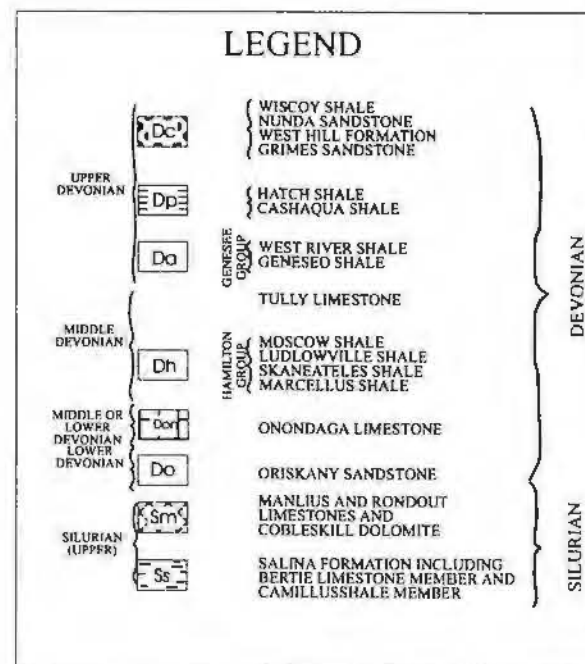 LEGEND
UPPER
DEVONIAN
Dc
WISCOY SHALE
NUNDA SANDSTONE
WEST HILL FORMATION
GRIMES SANDSTONE
Dp
HATCH SHALE
CASHAQUA SHALE
Da
GENESEE
GROUP
WEST RIVER SHALE
GENESEO SHALE
TULLY LIMESTONE
MIDDLE
DEVONIAN
Dh
HAMILTON
GROUP
MOSCOW SHALE
LUDLOWVILLE SHALE
SKANEATELES SHALE
MARCELLUS SHALE
MIDDLE OR
LOWER
DEVONIAN
Don
ONONDAGA LIMESTONE
LOWER
DEVONIAN
Do
ORISKANY SANDSTONE
DEVONIAN
SILURIAN
(UPPER)
Sm
MANLIUS AND RONDOUT
LIMESTONES AND
COBLESKILL DOLOMITE
Ss
SALINA FORMATION INCLUDING
BERTIE LIMESTONE MEMBER AND
CAMILLUSSHALE MEMBER
SILURIAN